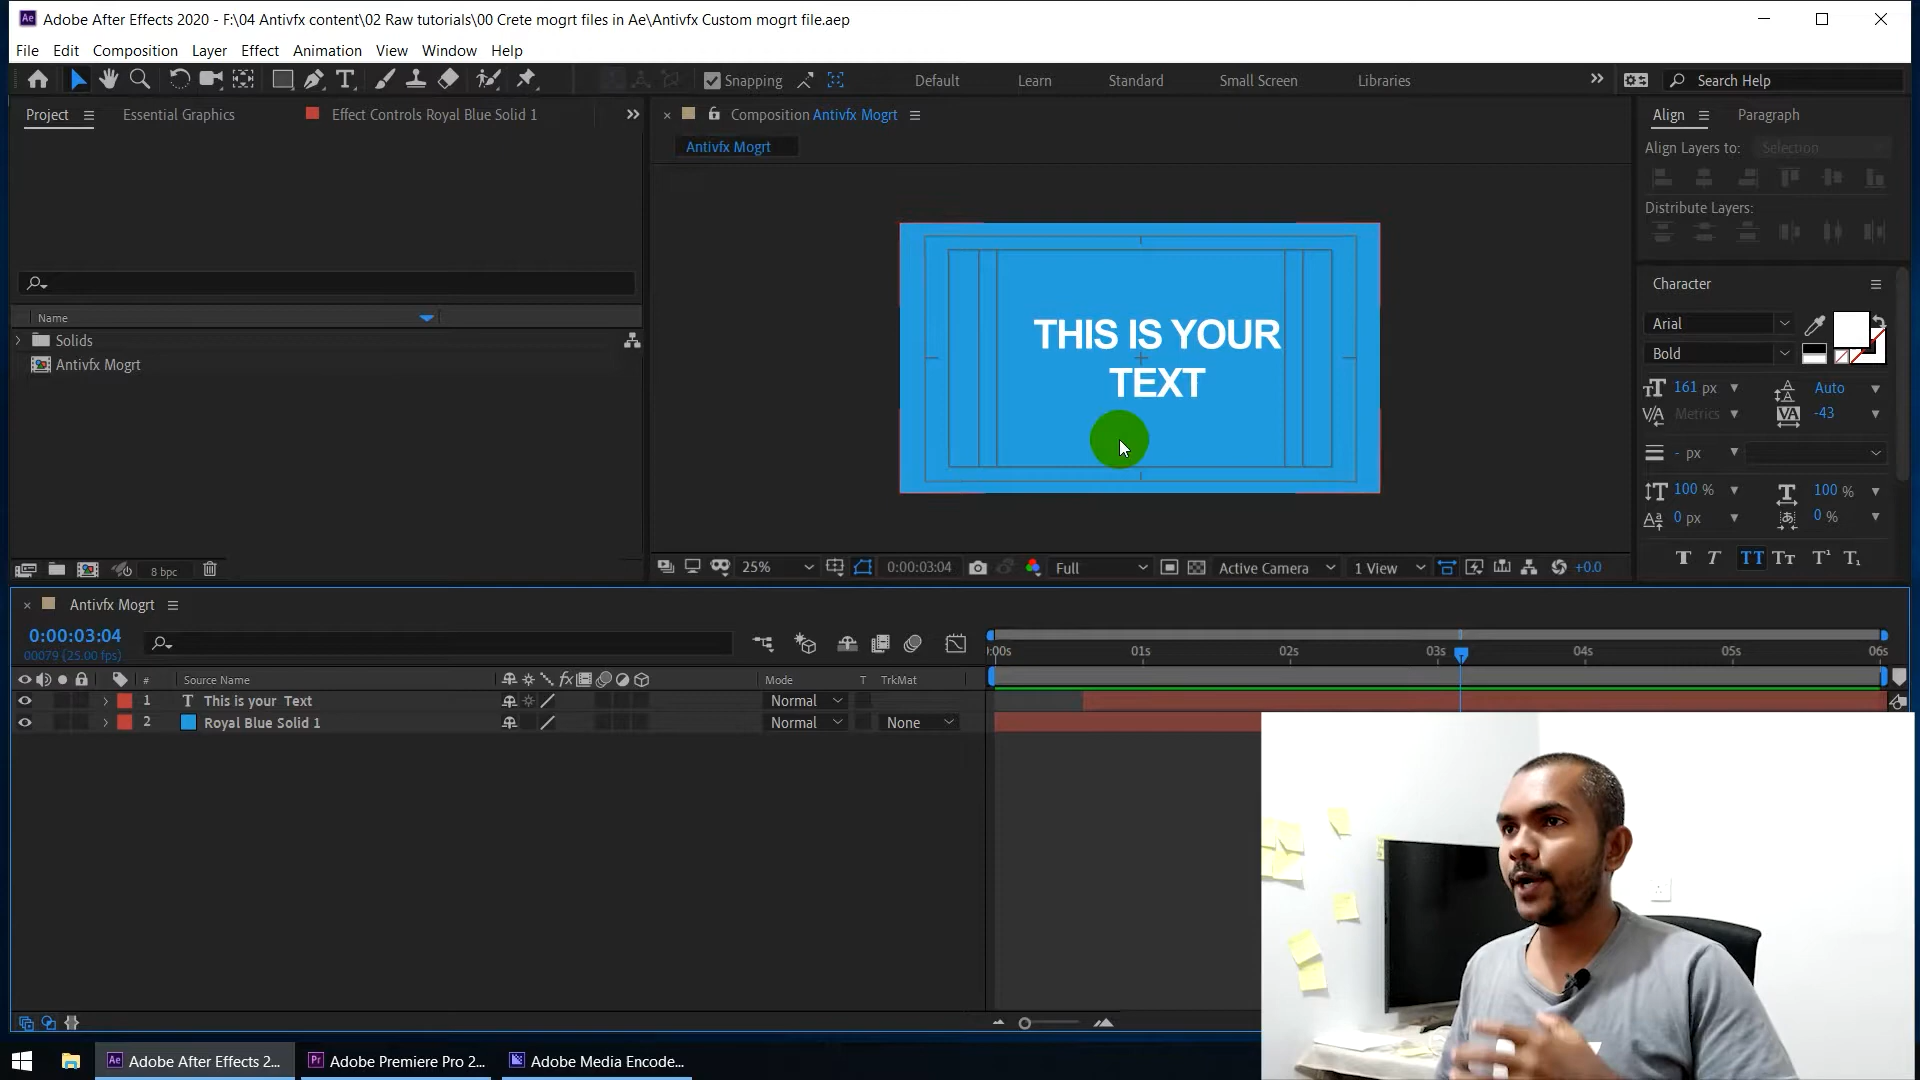 Adobe After Effects 2020 - F:\04 Antivfx content\02 Raw tutorials\00 Crete mogrt files in Ae\Antivfx Custom mogrt file.aep
File Edit Composition Layer Effect Animation View Window Help
Snapping Default Learn Standard Small Screen Libraries Search Help
Project Essential Graphics Effect Controls Royal Blue Solid 1
Composition Antivfx Mogrt
Antivfx Mogrt
Align Paragraph
Align Layers to: Selection
Distribute Layers:
Name
Solids
Antivfx Mogrt
THIS IS YOUR
TEXT
Character
Arial
Bold
161 px Auto
Metrics -43
- px
100 % 100 %
0 px 0 %
8 bpc
25% 0:00:03:04 Full Active Camera 1 View +0.0
Antivfx Mogrt
0:00:03:04
00079 (25.00 fps)
:00s 01s 02s 03s 04s 05s 06s
# Source Name Mode T TrkMat
1 T This is your Text Normal
2 Royal Blue Solid 1 Normal None
Adobe After Effects 2... Adobe Premiere Pro 2... Adobe Media Encode...